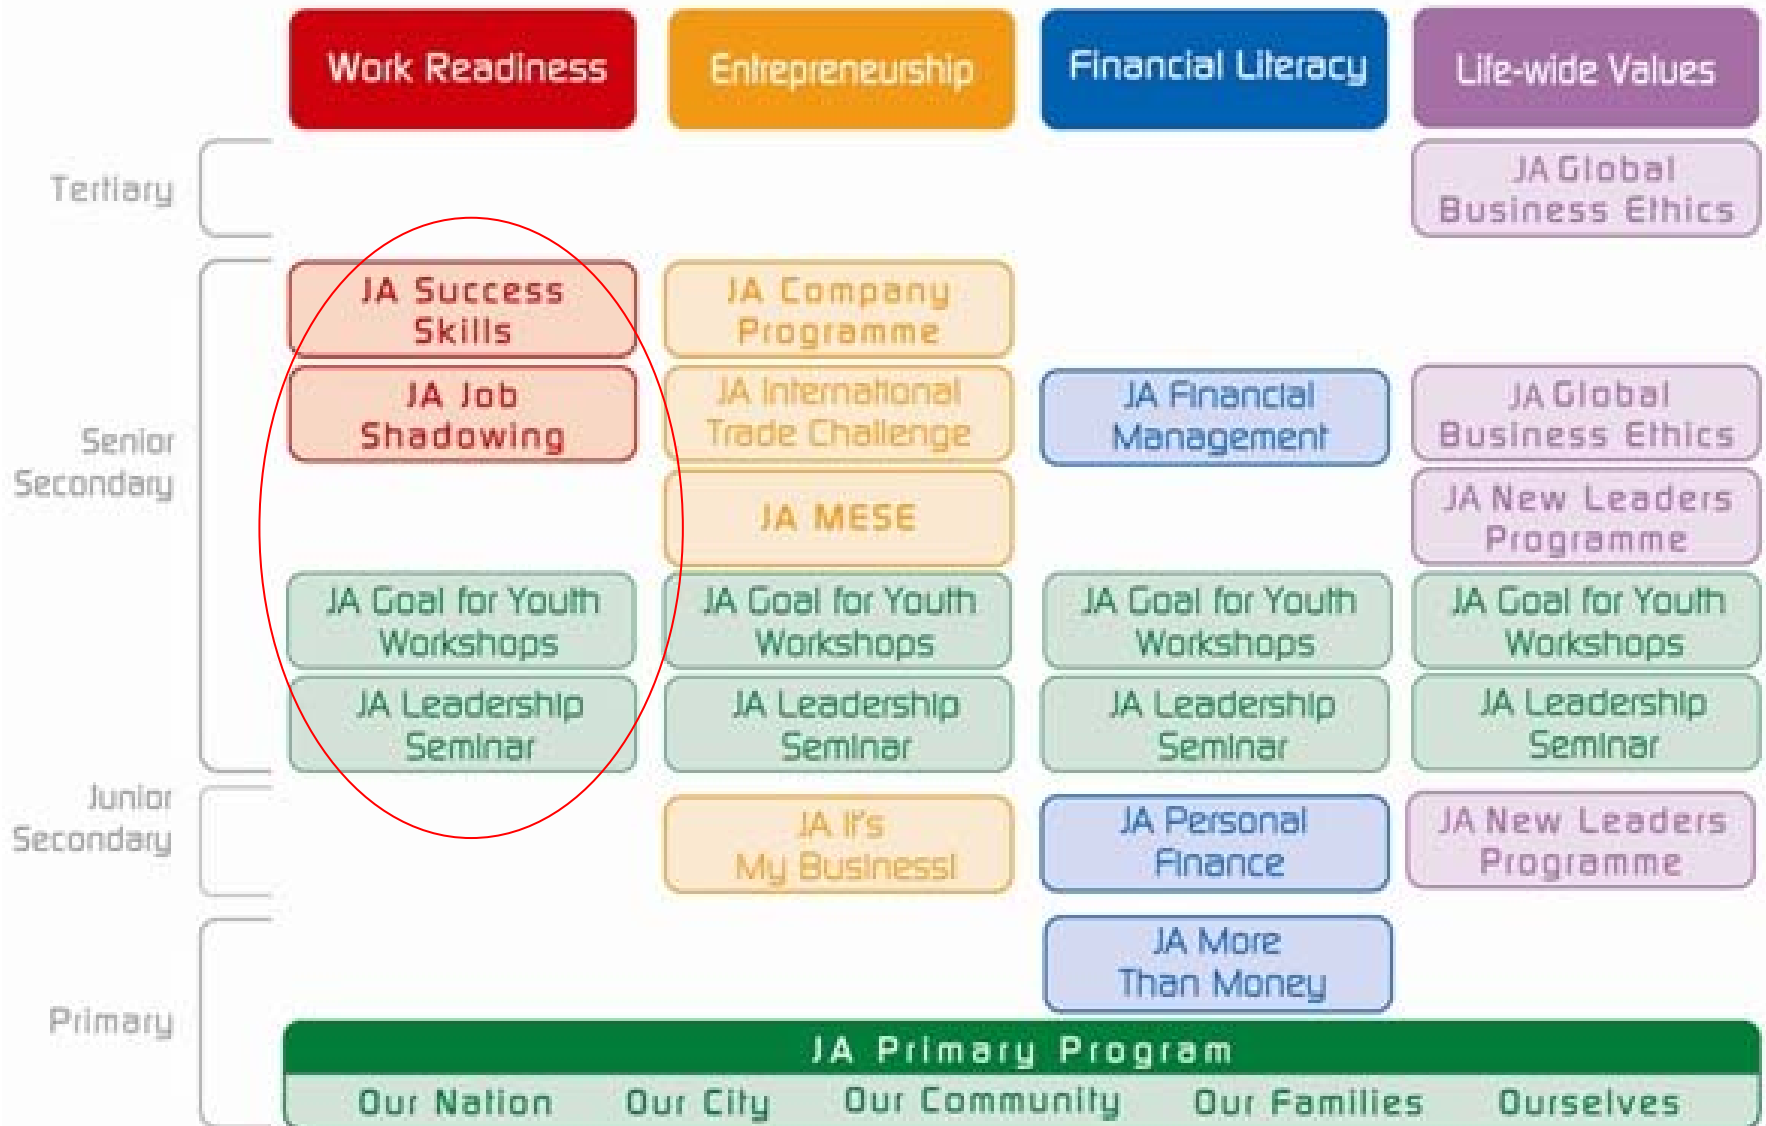 Work Readiness
Entrepreneurship
Financial Literacy
Life-wide Values
Tertiary
JA Global
Business Ethics
Senior
Secondary
JA Success
Skills
JA Company
Programme
JA Job
Shadowing
JA International
Trade Challenge
JA Financial
Management
JA Global
Business Ethics
JA MESE
JA New Leaders
Programme
JA Goal for Youth
Workshops
JA Goal for Youth
Workshops
JA Goal for Youth
Workshops
JA Goal for Youth
Workshops
JA Leadership
Seminar
JA Leadership
Seminar
JA Leadership
Seminar
JA Leadership
Seminar
Junior
Secondary
JA It's
My Business!
JA Personal
Finance
JA New Leaders
Programme
Primary
JA More
Than Money
JA Primary Program
Our Nation Our City Our Community Our Families Ourselves